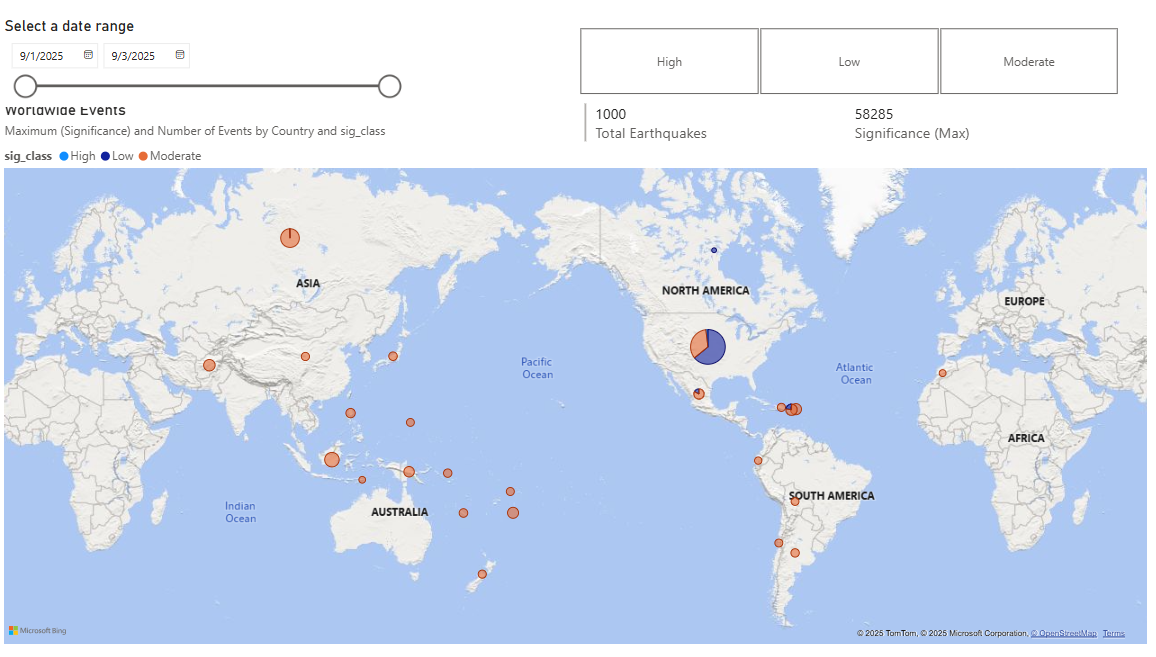 Select a date range
9/1/2025 9/3/2025
High Low Moderate
Worldwide Events
1000 58285
Total Earthquakes Significance (Max)
Maximum (Significance) and Number of Events by Country and sig_class
sig_class High Low Moderate
ASIA
NORTH AMERICA
EUROPE
Pacific
Ocean
Atlantic
Ocean
AFRICA
SOUTH AMERICA
Indian
Ocean
AUSTRALIA
Microsoft Bing
© 2025 TomTom, © 2025 Microsoft Corporation, © OpenStreetMap Terms